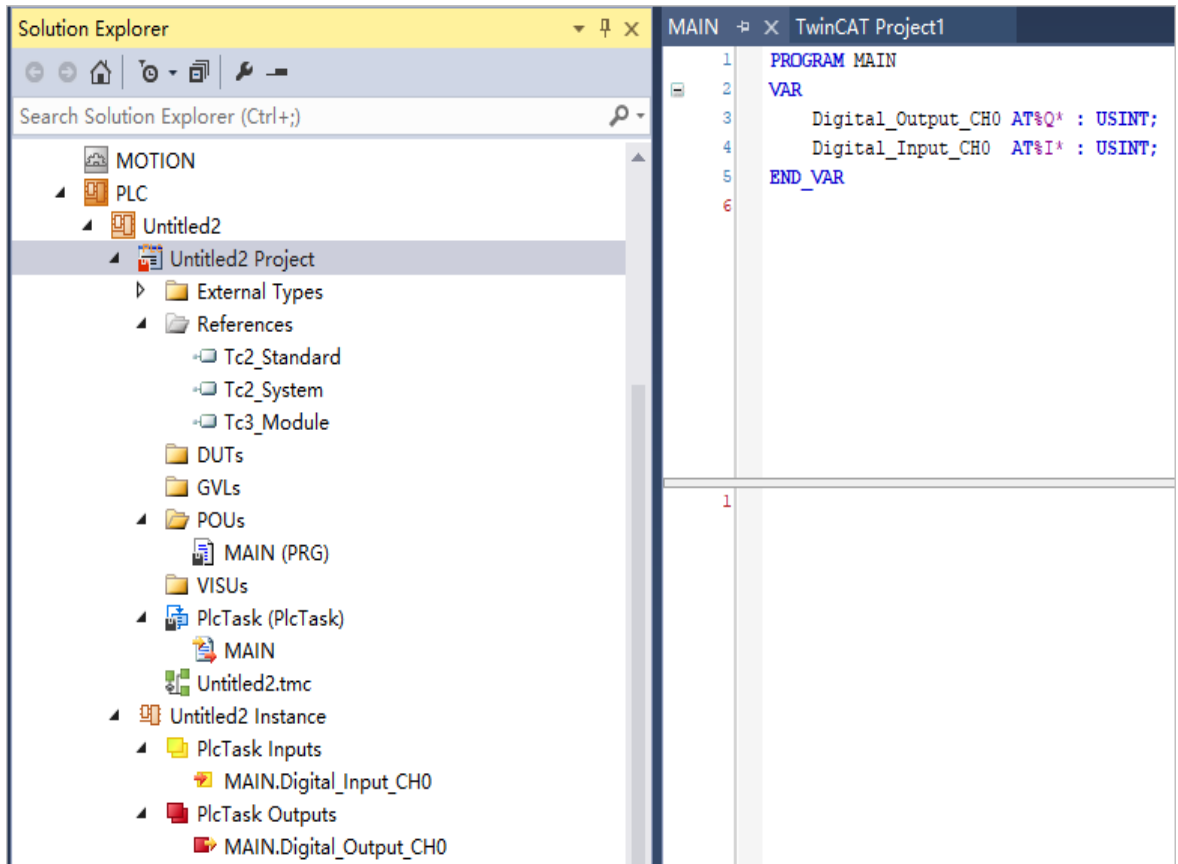 Solution Explorer
Search Solution Explorer (Ctrl+;)
MOTION
PLC
Untitled2
Untitled2 Project
External Types
References
Tc2_Standard
Tc2_System
Tc3_Module
DUTs
GVLs
POUs
MAIN (PRG)
VISUs
PlcTask (PlcTask)
MAIN
Untitled2.tmc
Untitled2 Instance
PlcTask Inputs
MAIN.Digital_Input_CH0
PlcTask Outputs
MAIN.Digital_Output_CH0
MAIN TwinCAT Project1
1 PROGRAM MAIN
2 VAR
3 Digital_Output_CH0 AT%Q* : USINT;
4 Digital_Input_CH0 AT%I* : USINT;
5 END_VAR
6
1